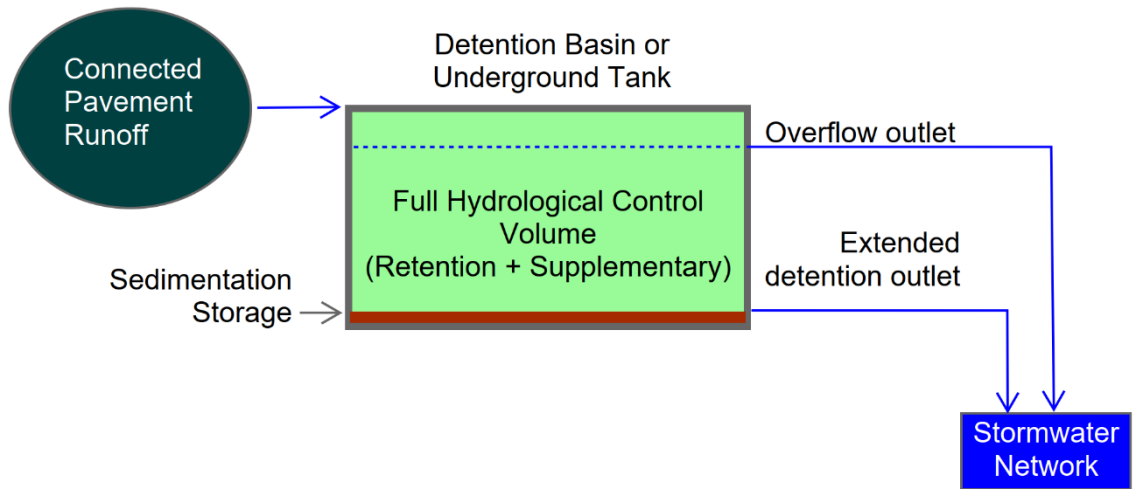 Connected
Pavement
Runoff
Detention Basin or
Underground Tank
Overflow outlet
Full Hydrological Control
Volume
(Retention + Supplementary)
Extended
detention outlet
Sedimentation
Storage
Stormwater
Network